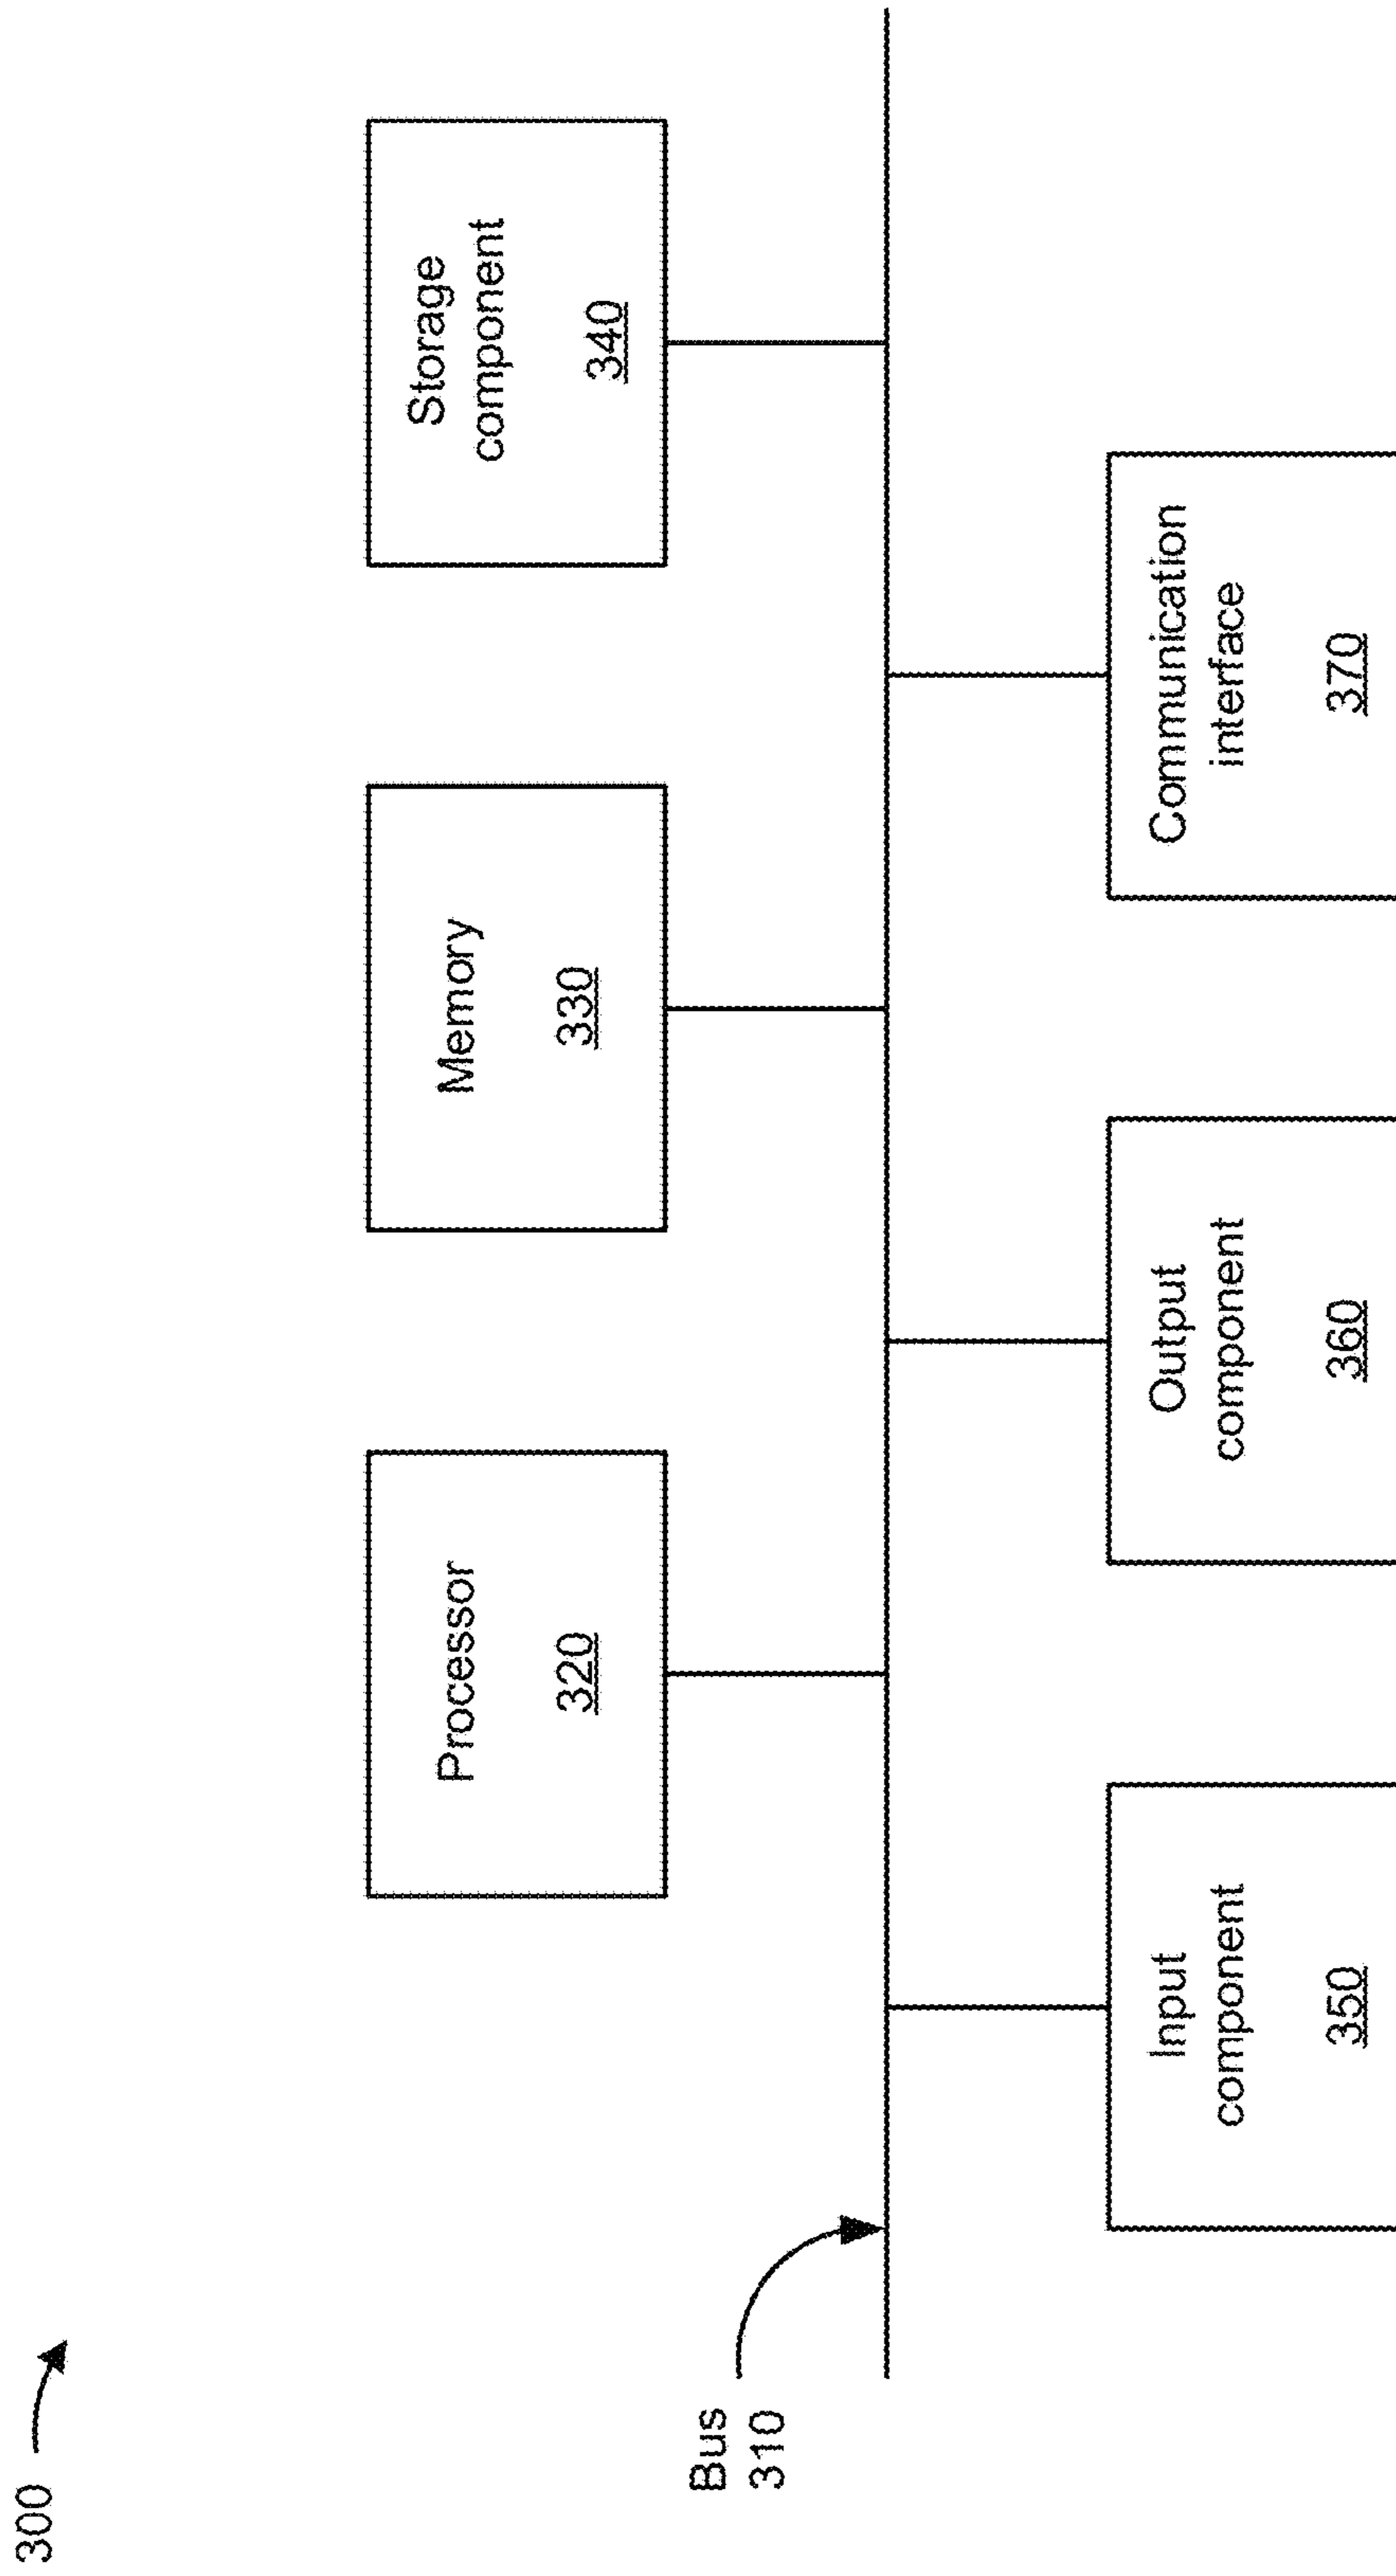 300
Processor
320
Memory
330
Storage
component
340
Bus
310
Input
component
350
Output
component
360
Communication
interface
370